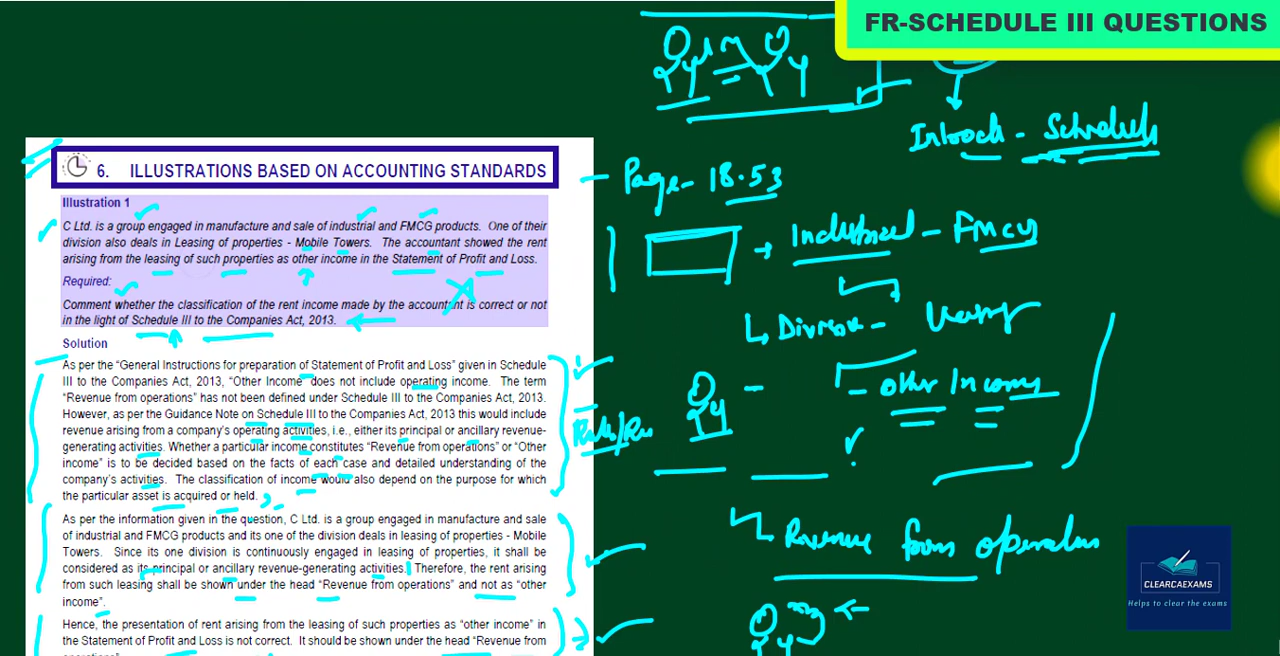 FR-SCHEDULE III QUESTIONS
Page- 18.53
Industrial - FMCG
- other Income
Revenue from operation
6. ILLUSTRATIONS BASED ON ACCOUNTING STANDARDS
Illustration 1
C Ltd. is a group engaged in manufacture and sale of industrial and FMCG products. One of their
division also deals in Leasing of properties - Mobile Towers. The accountant showed the rent
arising from the leasing of such properties as other income in the Statement of Profit and Loss.
Required:
Comment whether the classification of the rent income made by the accountant is correct or not
in the light of Schedule III to the Companies Act, 2013.
Solution
As per the “General Instructions for preparation of Statement of Profit and Loss” given in Schedule
III to the Companies Act, 2013, “Other Income” does not include operating income. The term
“Revenue from operations” has not been defined under Schedule III to the Companies Act, 2013.
However, as per the Guidance Note on Schedule III to the Companies Act, 2013 this would include
revenue arising from a company’s operating activities, i.e., either its principal or ancillary revenue-
generating activities. Whether a particular income constitutes “Revenue from operations” or “Other
income” is to be decided based on the facts of each case and detailed understanding of the
company’s activities. The classification of income would also depend on the purpose for which
the particular asset is acquired or held.
As per the information given in the question, C Ltd. is a group engaged in manufacture and sale
of industrial and FMCG products and its one of the division deals in leasing of properties - Mobile
Towers. Since its one division is continuously engaged in leasing of properties, it shall be
considered as its principal or ancillary revenue-generating activities. Therefore, the rent arising
from such leasing shall be shown under the head “Revenue from operations” and not as “other
income”.
Hence, the presentation of rent arising from the leasing of such properties as “other income” in
the Statement of Profit and Loss is not correct. It should be shown under the head “Revenue from
operations”
CLEARCAEXAMS
Helps to clear the exams